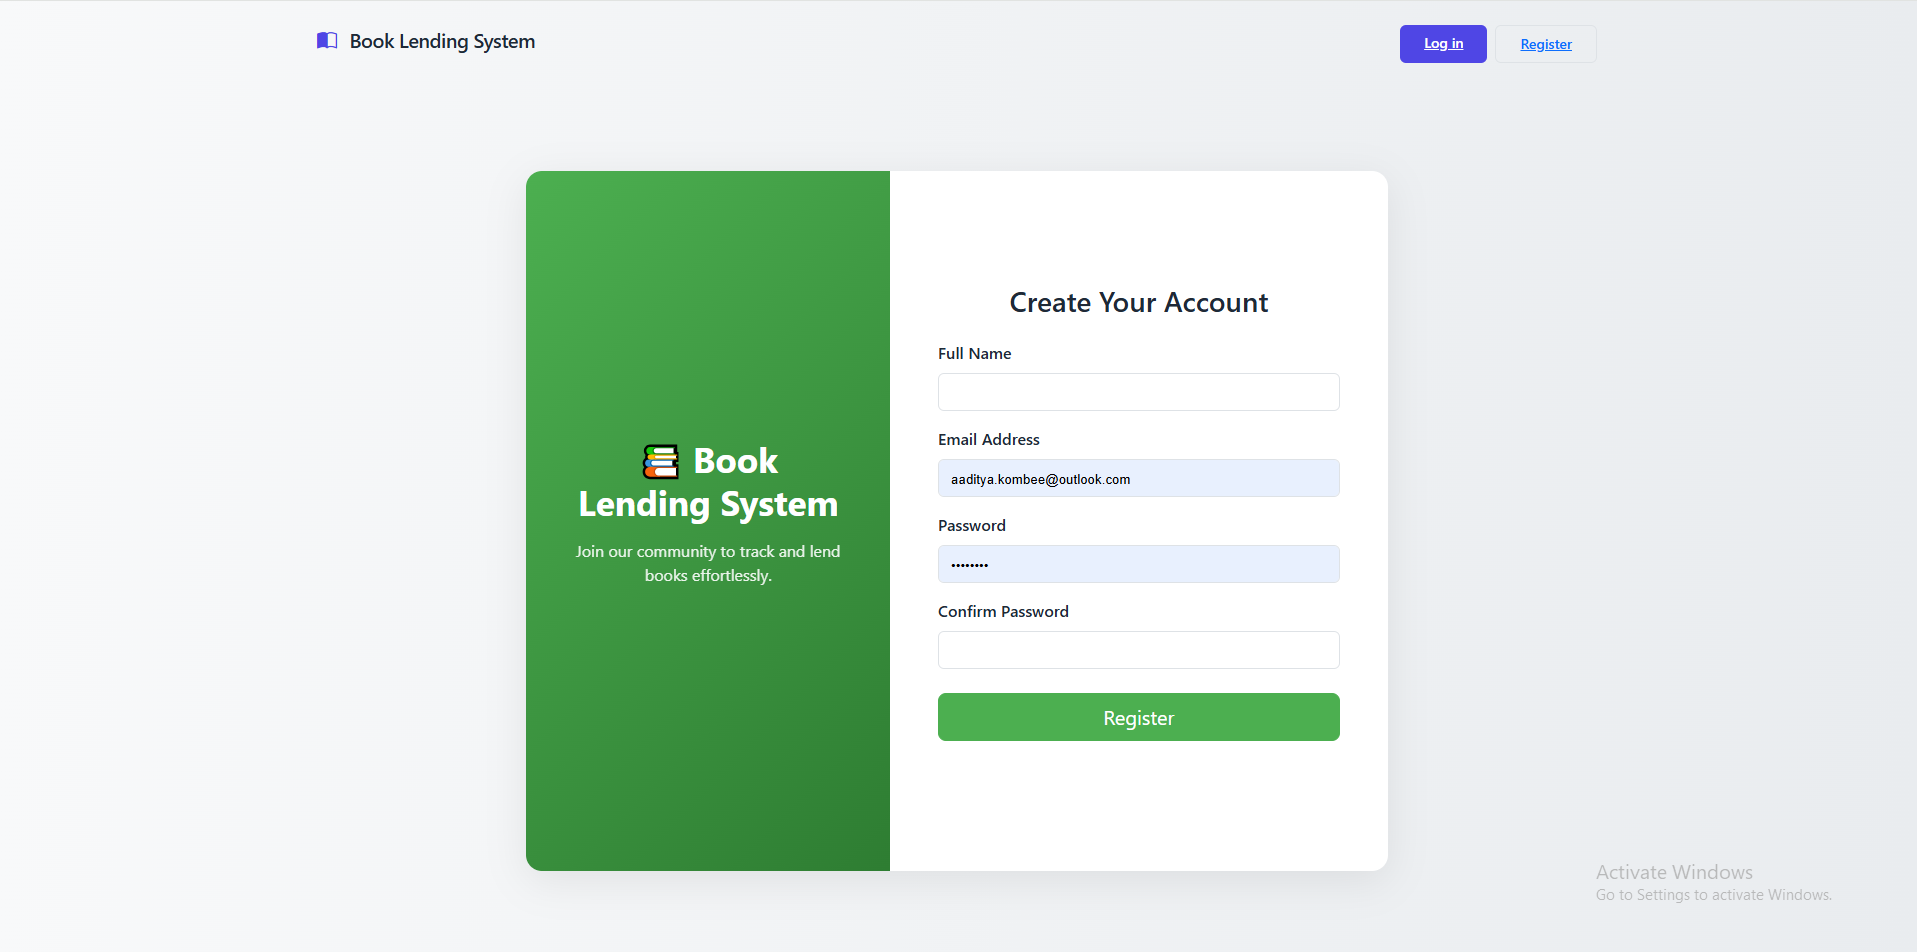 Book Lending System
Log in
Register
📚 Book
Lending System
Join our community to track and lend
books effortlessly.
Create Your Account
Full Name
Email Address
aaditya.kombee@outlook.com
Password
••••••••
Confirm Password
Register
Activate Windows
Go to Settings to activate Windows.